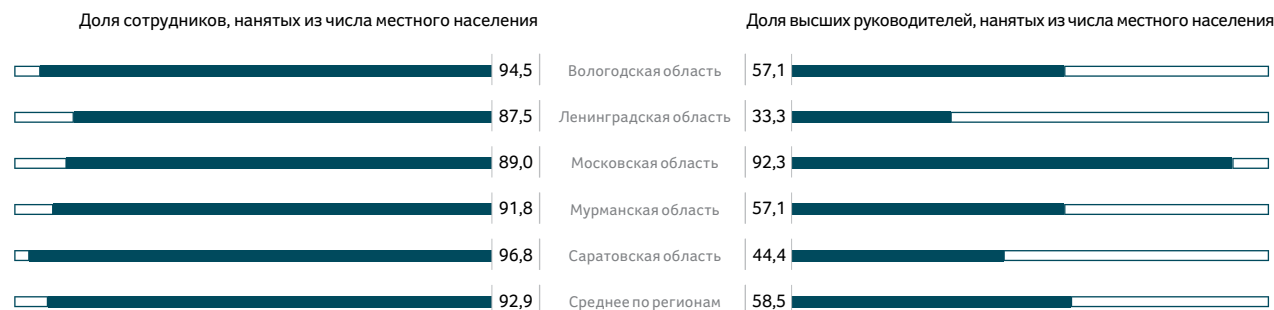 Доля сотрудников, нанятых из числа местного населения
Доля высших руководителей, нанятых из числа местного населения
94,5 Вологодская область 57,1
87,5 Ленинградская область 33,3
89,0 Московская область 92,3
91,8 Мурманская область 57,1
96,8 Саратовская область 44,4
92,9 Среднее по регионам 58,5